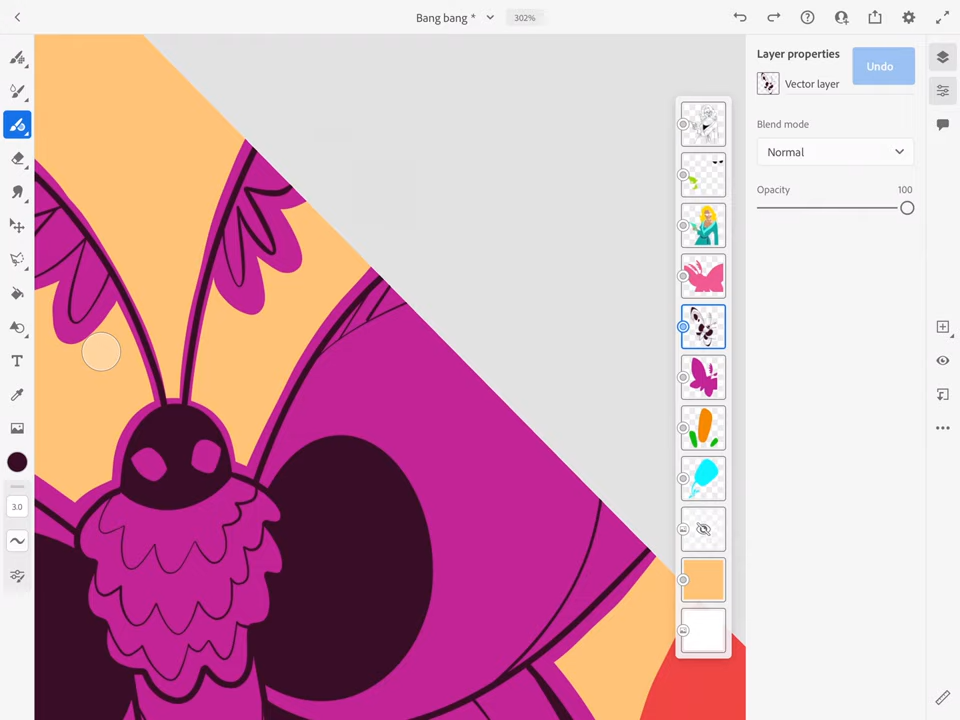 Bang bang *
302%
Layer properties
Undo
Vector layer
Blend mode
Normal
Opacity
100
T
3.0